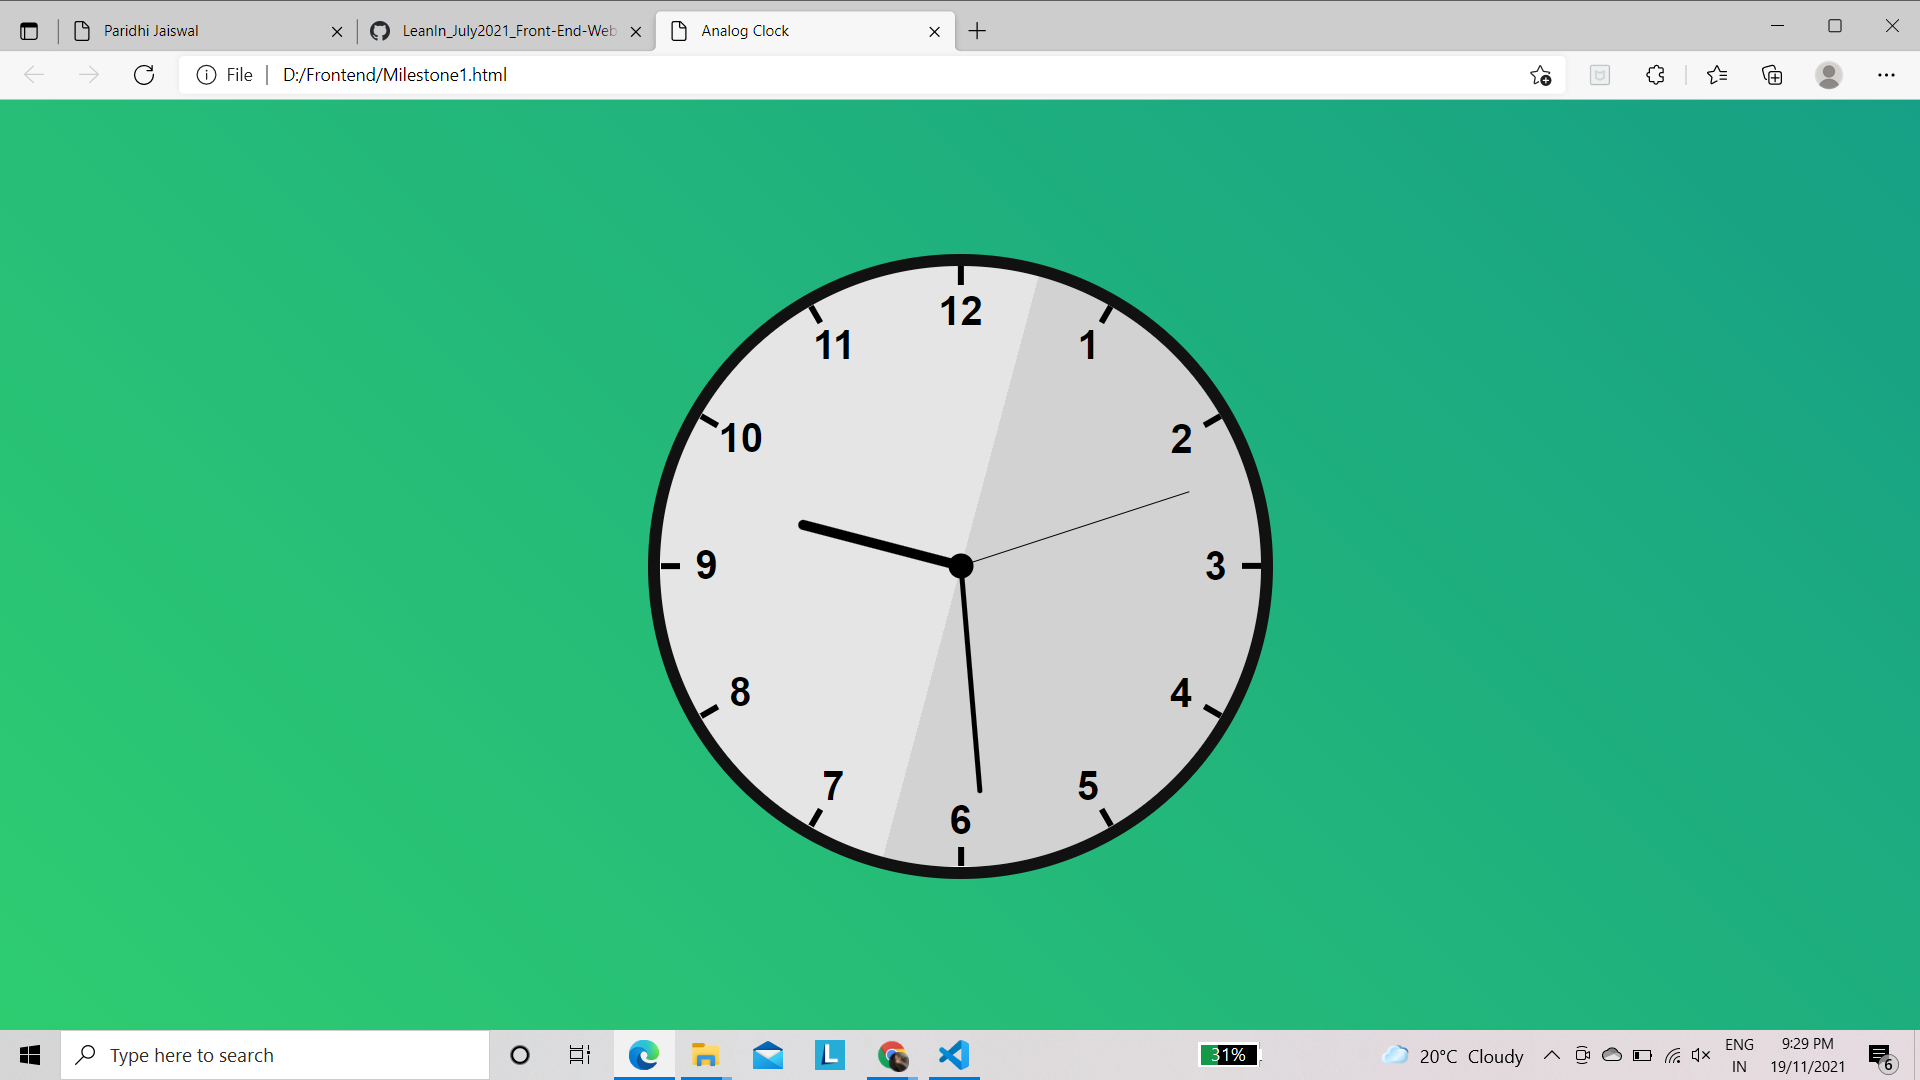 Paridhi Jaiswal
LeanIn_July2021_Front-End-Web
Analog Clock
File
D:/Frontend/Milestone1.html
12
1
2
3
4
5
6
7
8
9
10
11
Type here to search
L
31%
20°C Cloudy
ENG
IN
9:29 PM
19/11/2021
6